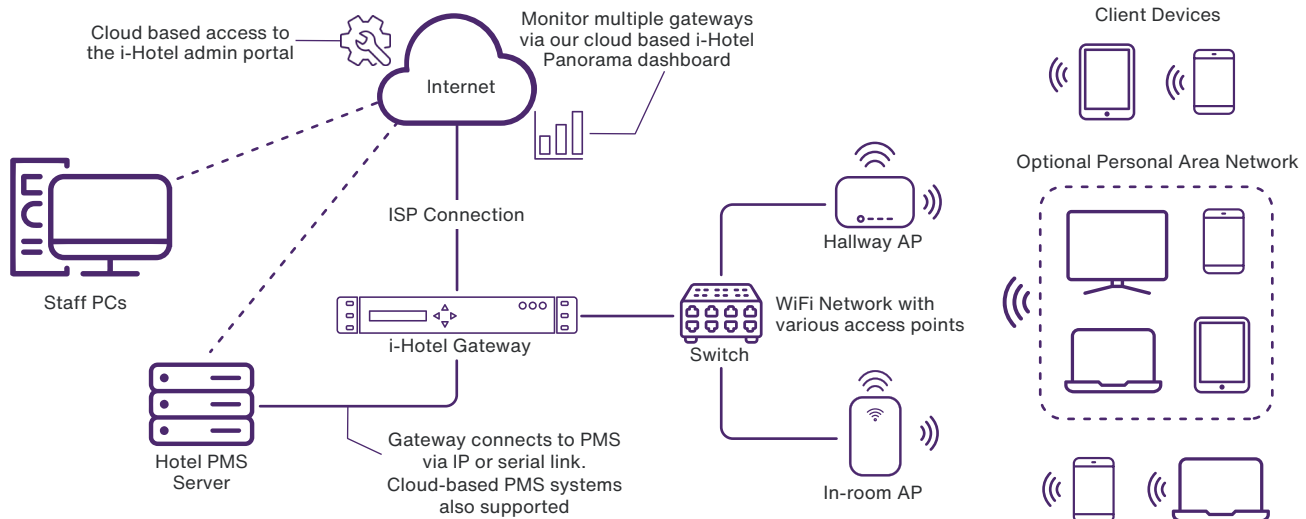 Cloud based access to
the i-Hotel admin portal
Monitor multiple gateways
via our cloud based i-Hotel
Panorama dashboard
Client Devices
Internet
Optional Personal Area Network
ISP Connection
Hallway AP
Staff PCs
WiFi Network with
various access points
i-Hotel Gateway
Switch
Gateway connects to PMS
via IP or serial link.
Cloud-based PMS systems
also supported
Hotel PMS
Server
In-room AP